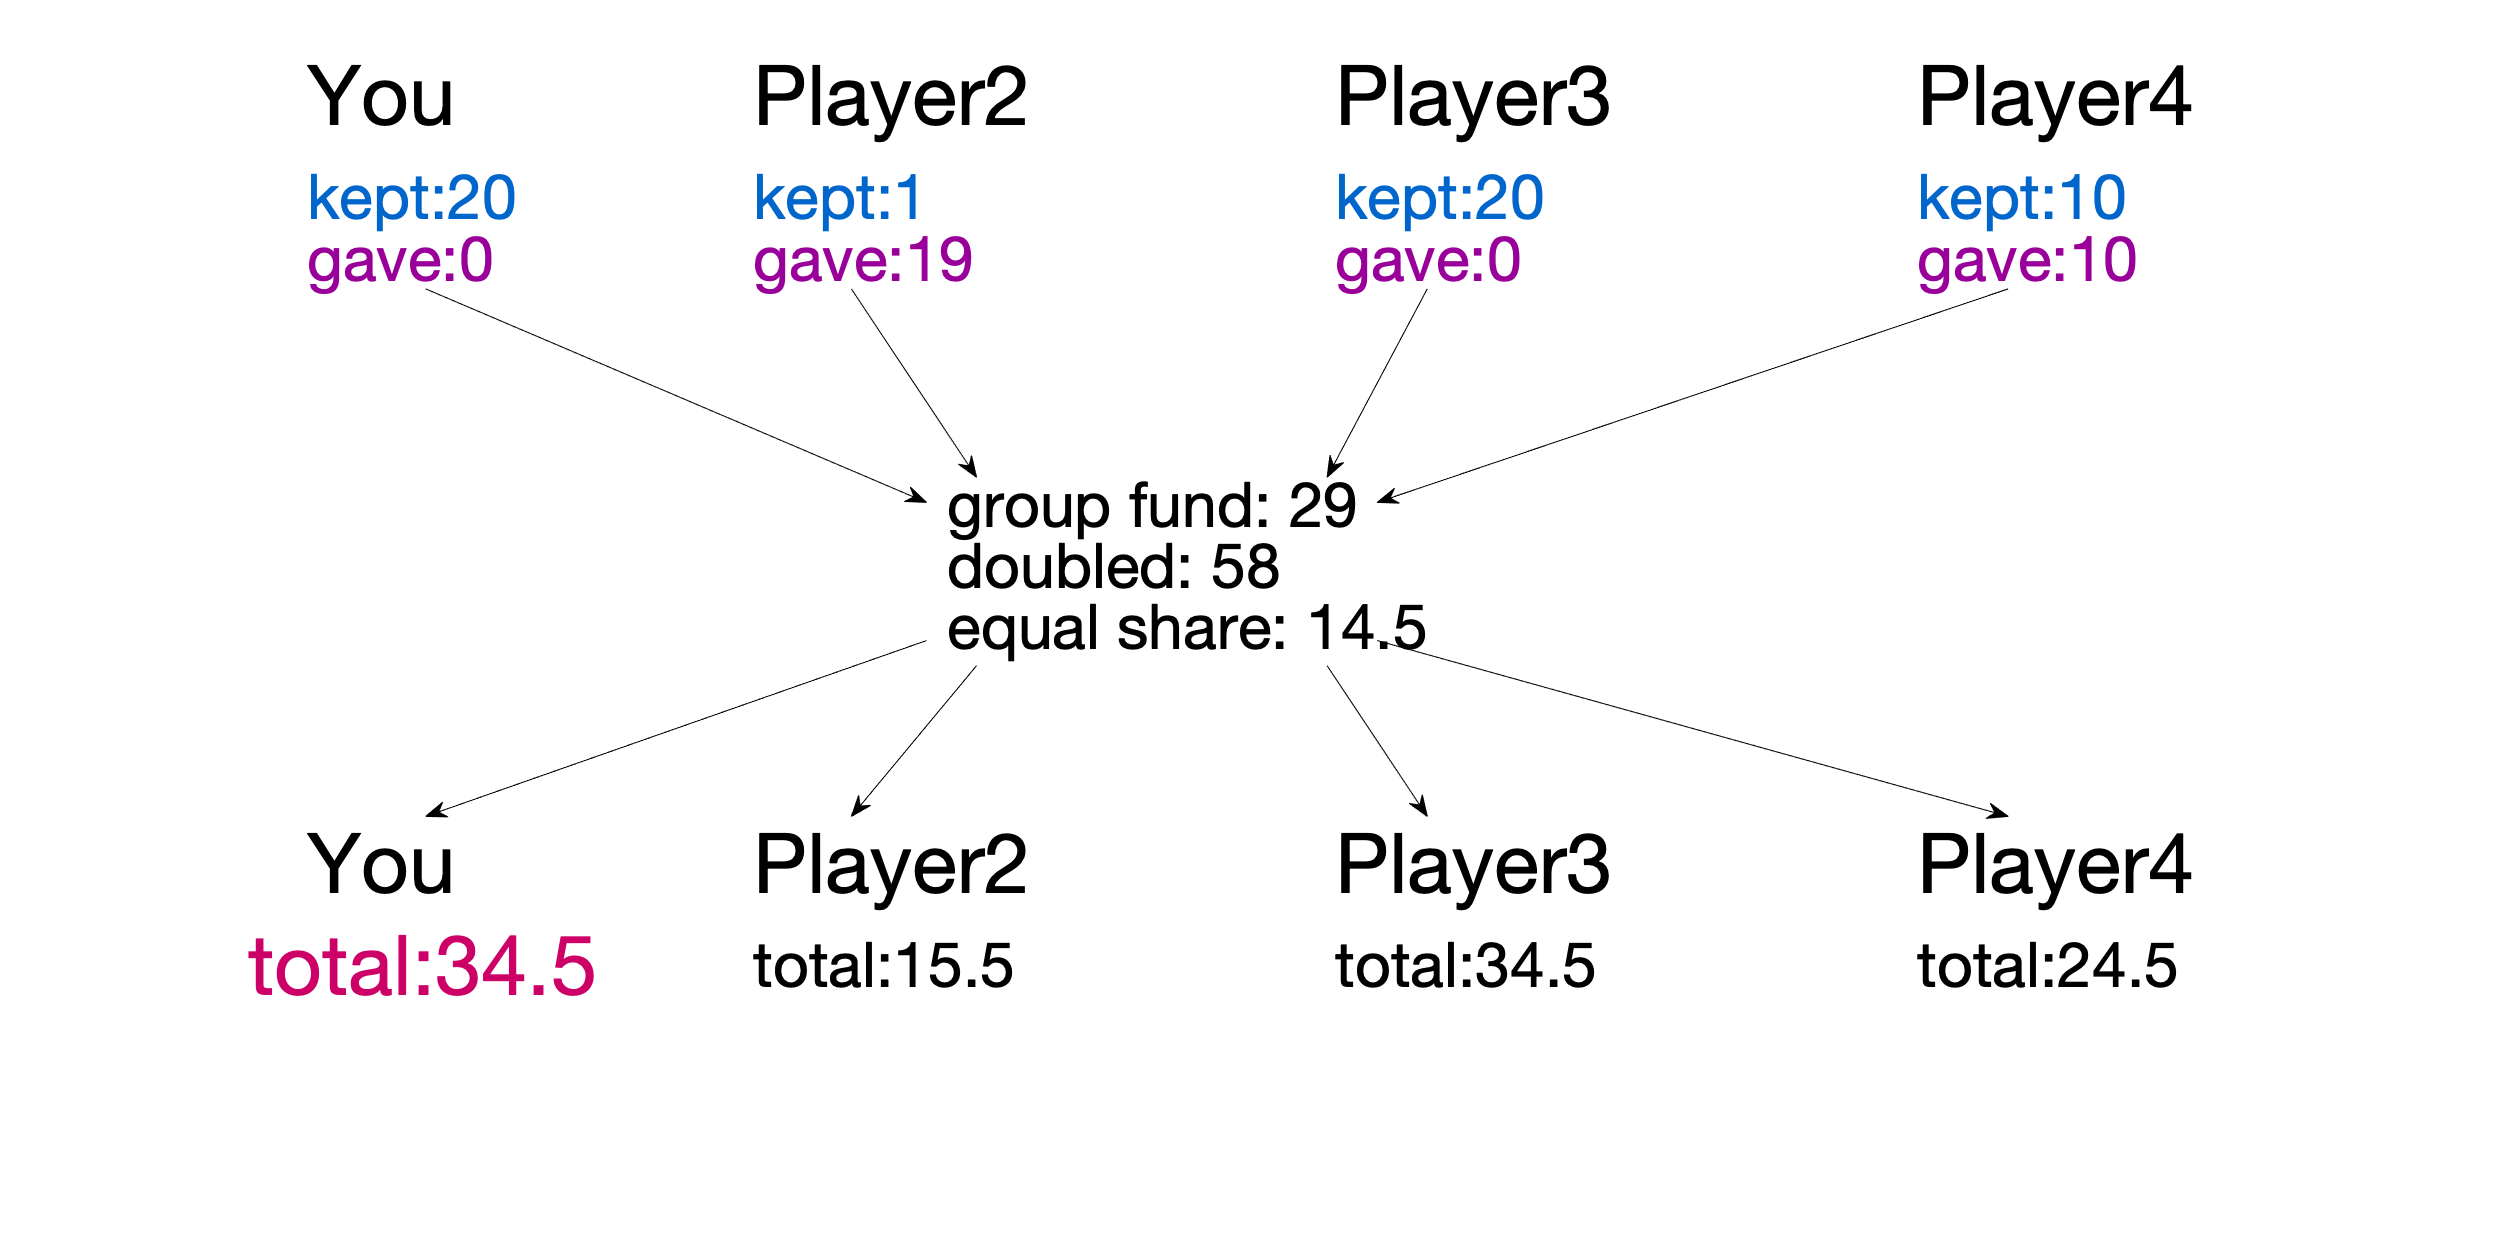 You Player2 Player3 Player4
kept:20 kept:1 kept:20 kept:10
gave:0 gave:19 gave:0 gave:10
group fund: 29
doubled: 58
equal share: 14.5
You Player2 Player3 Player4
total:34.5 total:15.5 total:34.5 total:24.5